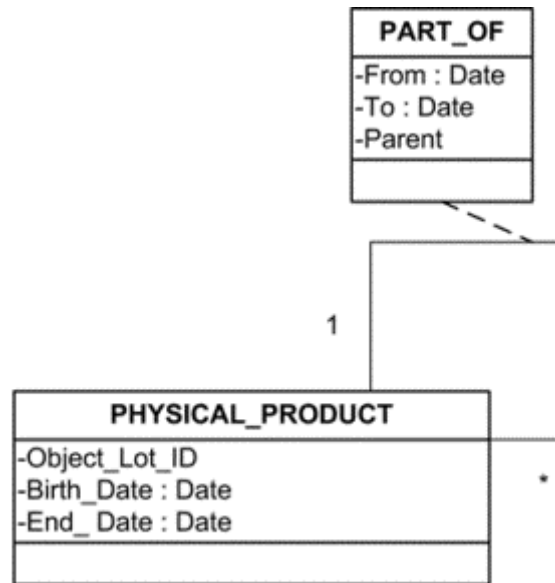 PART_OF
-From : Date
-To : Date
-Parent
1
PHYSICAL_PRODUCT
-Object_Lot_ID
-Birth_Date : Date
-End_ Date : Date
*